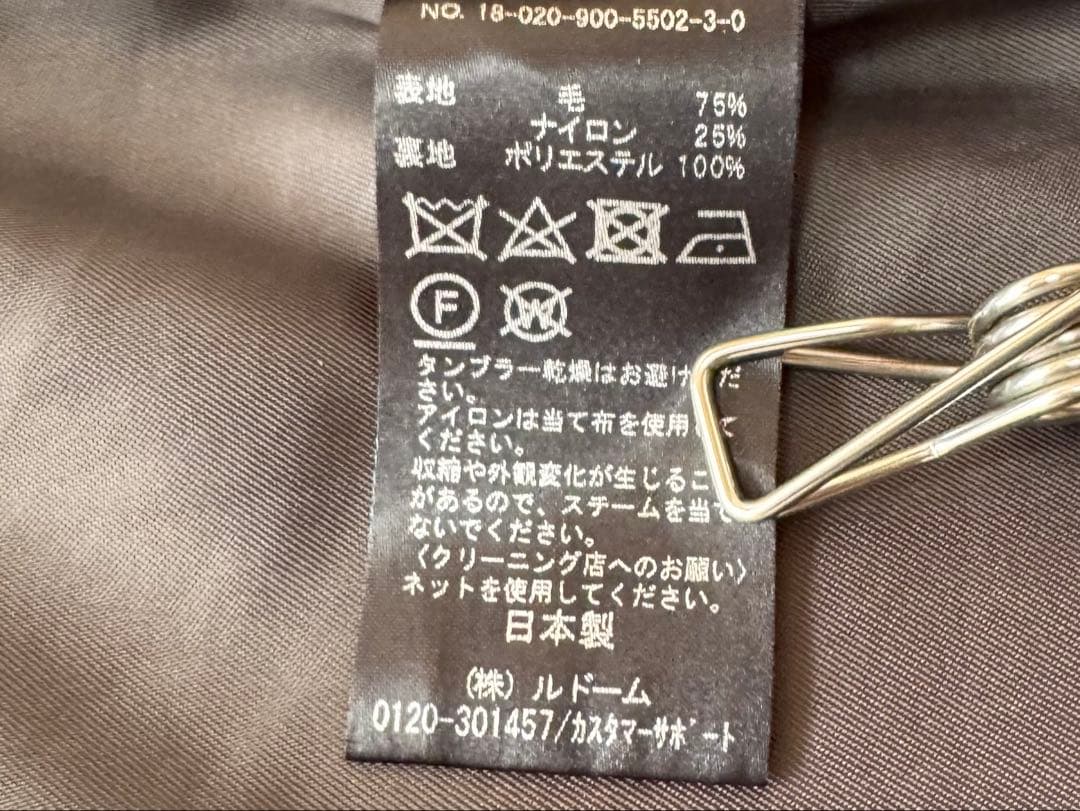 NO. 18-020-900-5502-3-0
表地 毛 75%
ナイロン 25%
裏地 ポリエステル 100%
F W
タンブラー乾燥はお避け だ
さい。
アイロンは当て布を使用 て
ください。
収縮や外観変化が生じるこ
があるので、スチームを当て
ないでください。
〈クリーニング店へのお願い〉
ネットを使用してください。
日本製
(株) ルドーム
0120-301457/カスタマーサポート